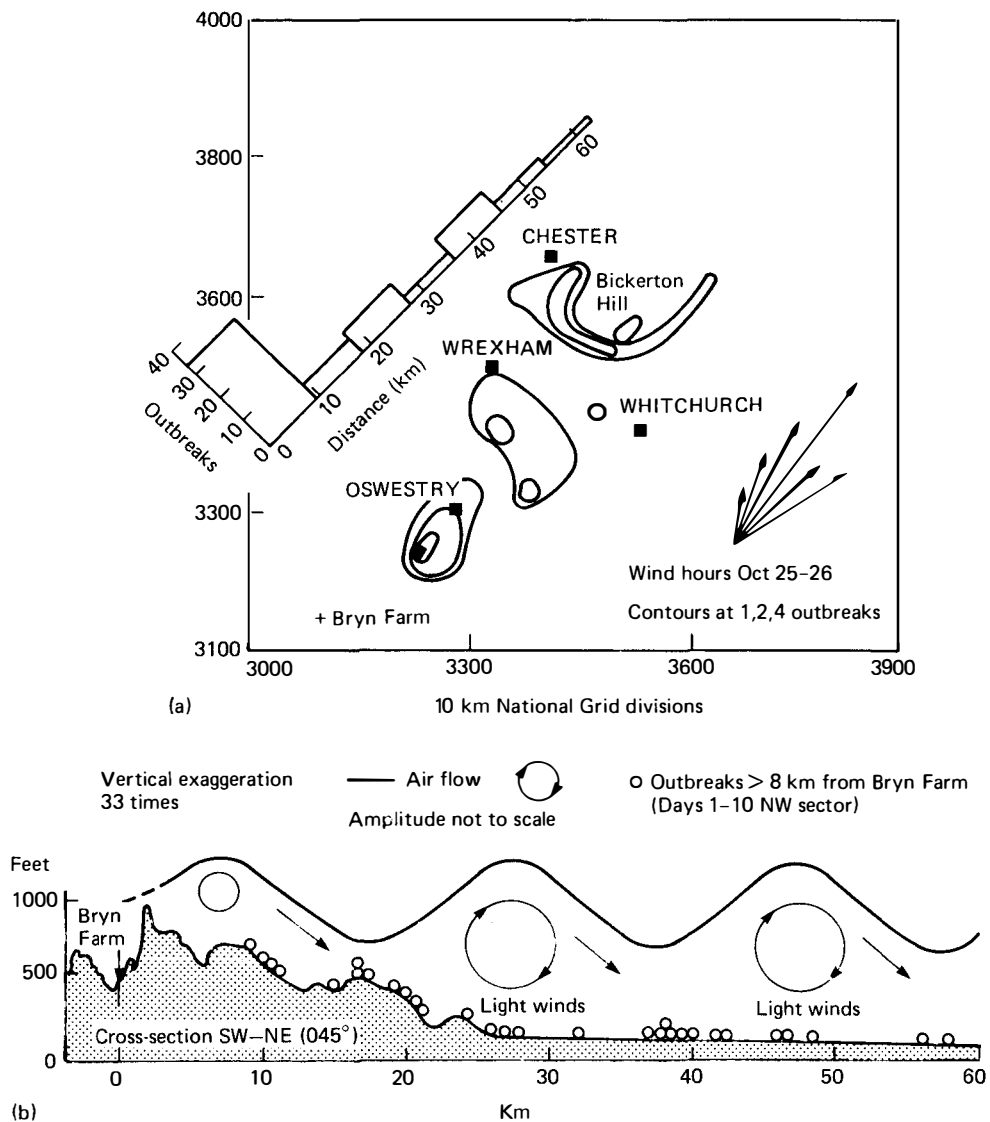 4000
3800
3600
3300
3100
3000
3300
3600
3900
60
50
40
30
20
10
0
Distance (km)
40
30
20
10
0
Outbreaks
CHESTER
Bickerton
Hill
WREXHAM
WHITCHURCH
OSWESTRY
Wind hours Oct 25–26
Contours at 1,2,4 outbreaks
+ Bryn Farm
(a)
10 km National Grid divisions
Vertical exaggeration
33 times
Air flow
Amplitude not to scale
Outbreaks > 8 km from Bryn Farm
(Days 1–10 NW sector)
Feet
1000
500
0
Bryn
Farm
Light winds
Light winds
Cross-section SW–NE (045°)
0
10
20
30
40
50
60
(b)
Km